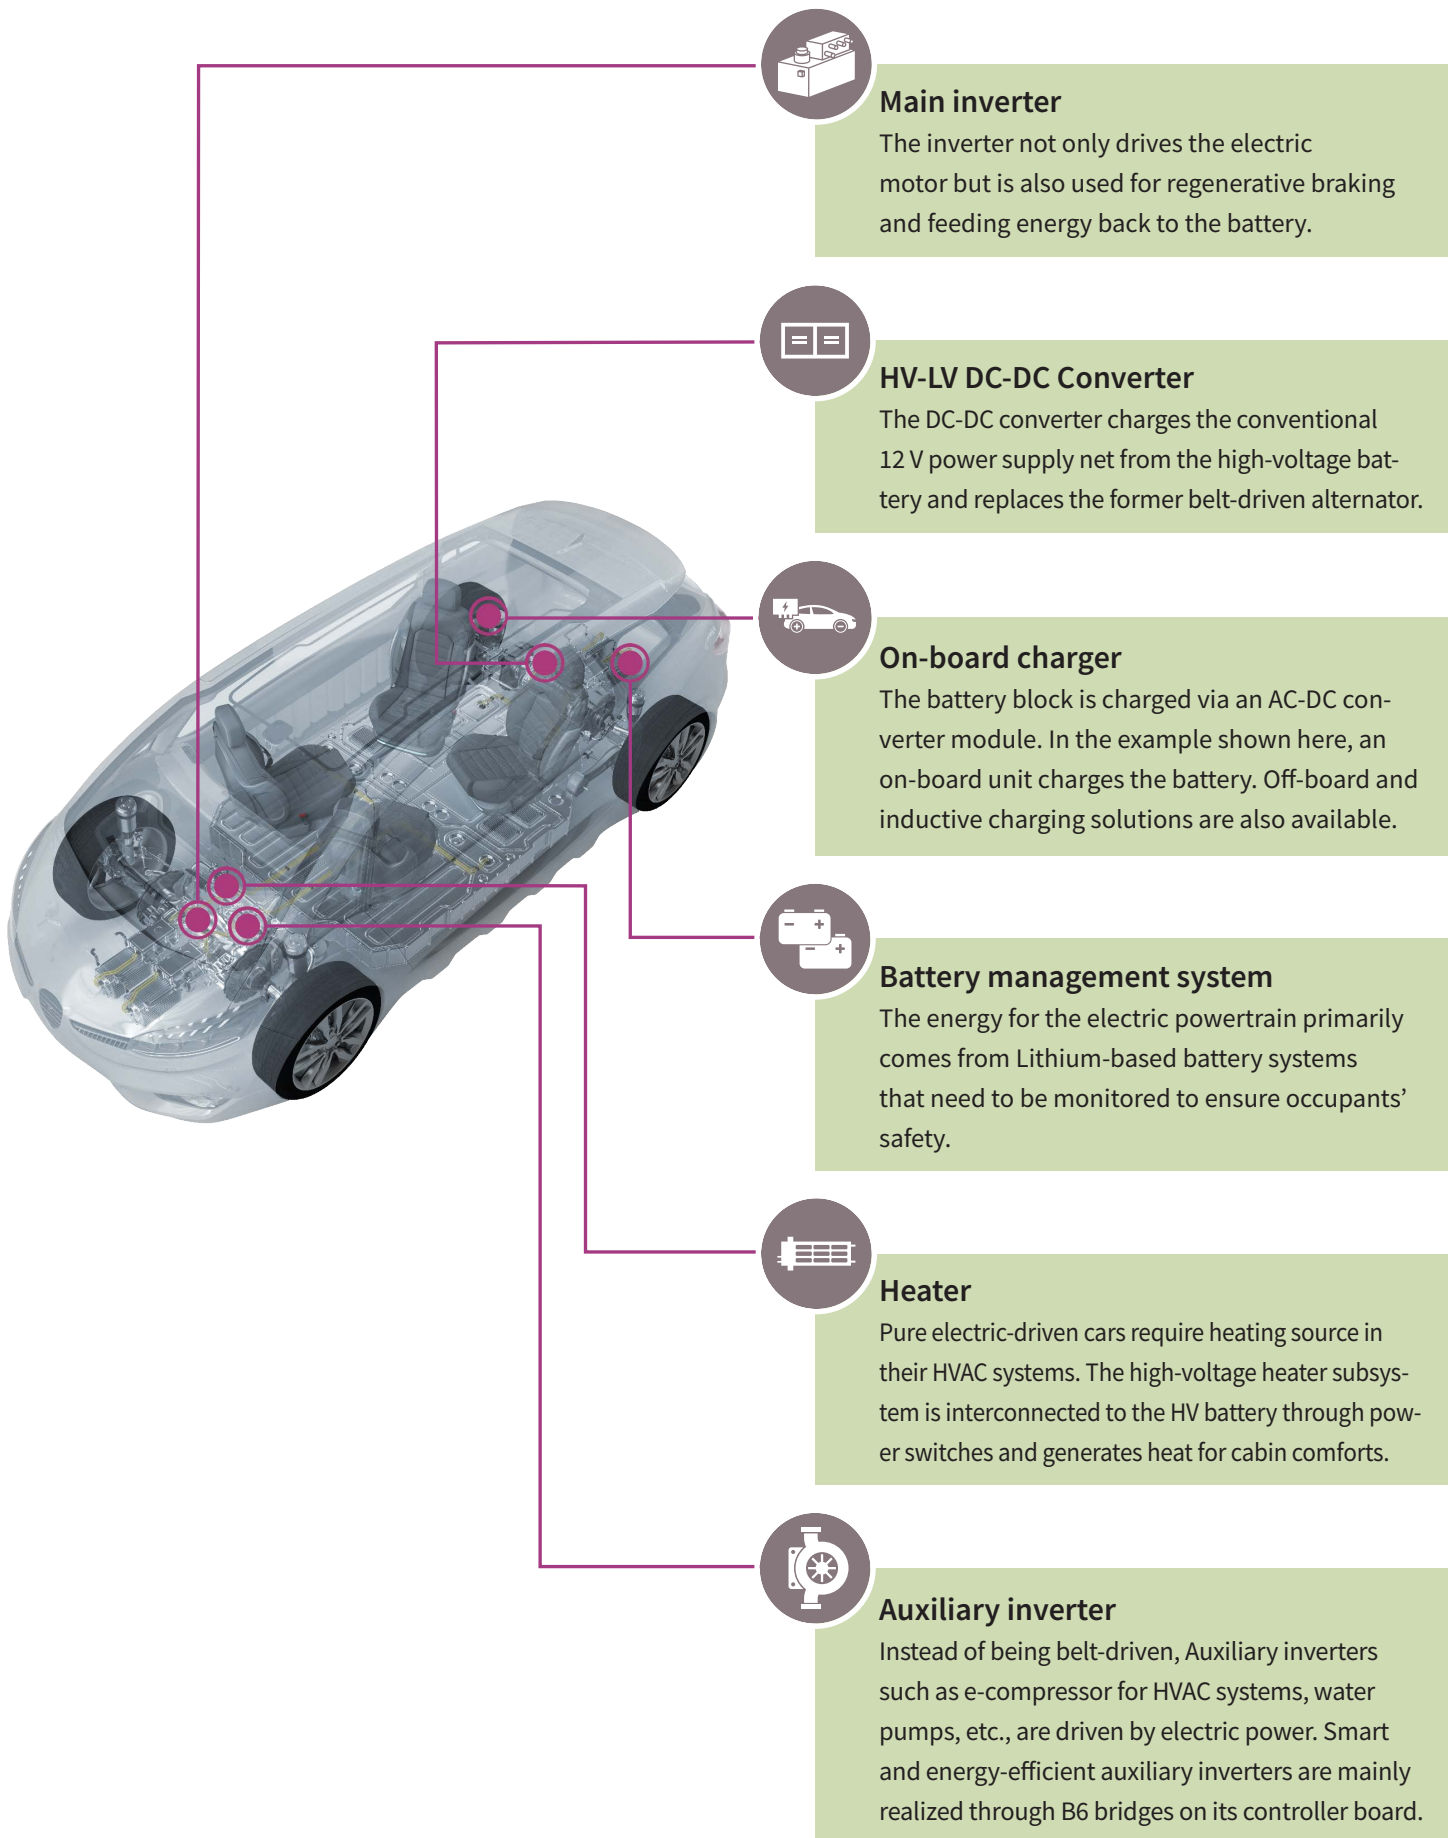 Main inverter
The inverter not only drives the electric
motor but is also used for regenerative braking
and feeding energy back to the battery.
HV-LV DC-DC Converter
The DC-DC converter charges the conventional
12 V power supply net from the high-voltage bat-
tery and replaces the former belt-driven alternator.
On-board charger
The battery block is charged via an AC-DC con-
verter module. In the example shown here, an
on-board unit charges the battery. Off-board and
inductive charging solutions are also available.
Battery management system
The energy for the electric powertrain primarily
comes from Lithium-based battery systems
that need to be monitored to ensure occupants’
safety.
Heater
Pure electric-driven cars require heating source in
their HVAC systems. The high-voltage heater subsys-
tem is interconnected to the HV battery through pow-
er switches and generates heat for cabin comforts.
Auxiliary inverter
Instead of being belt-driven, Auxiliary inverters
such as e-compressor for HVAC systems, water
pumps, etc., are driven by electric power. Smart
and energy-efficient auxiliary inverters are mainly
realized through B6 bridges on its controller board.